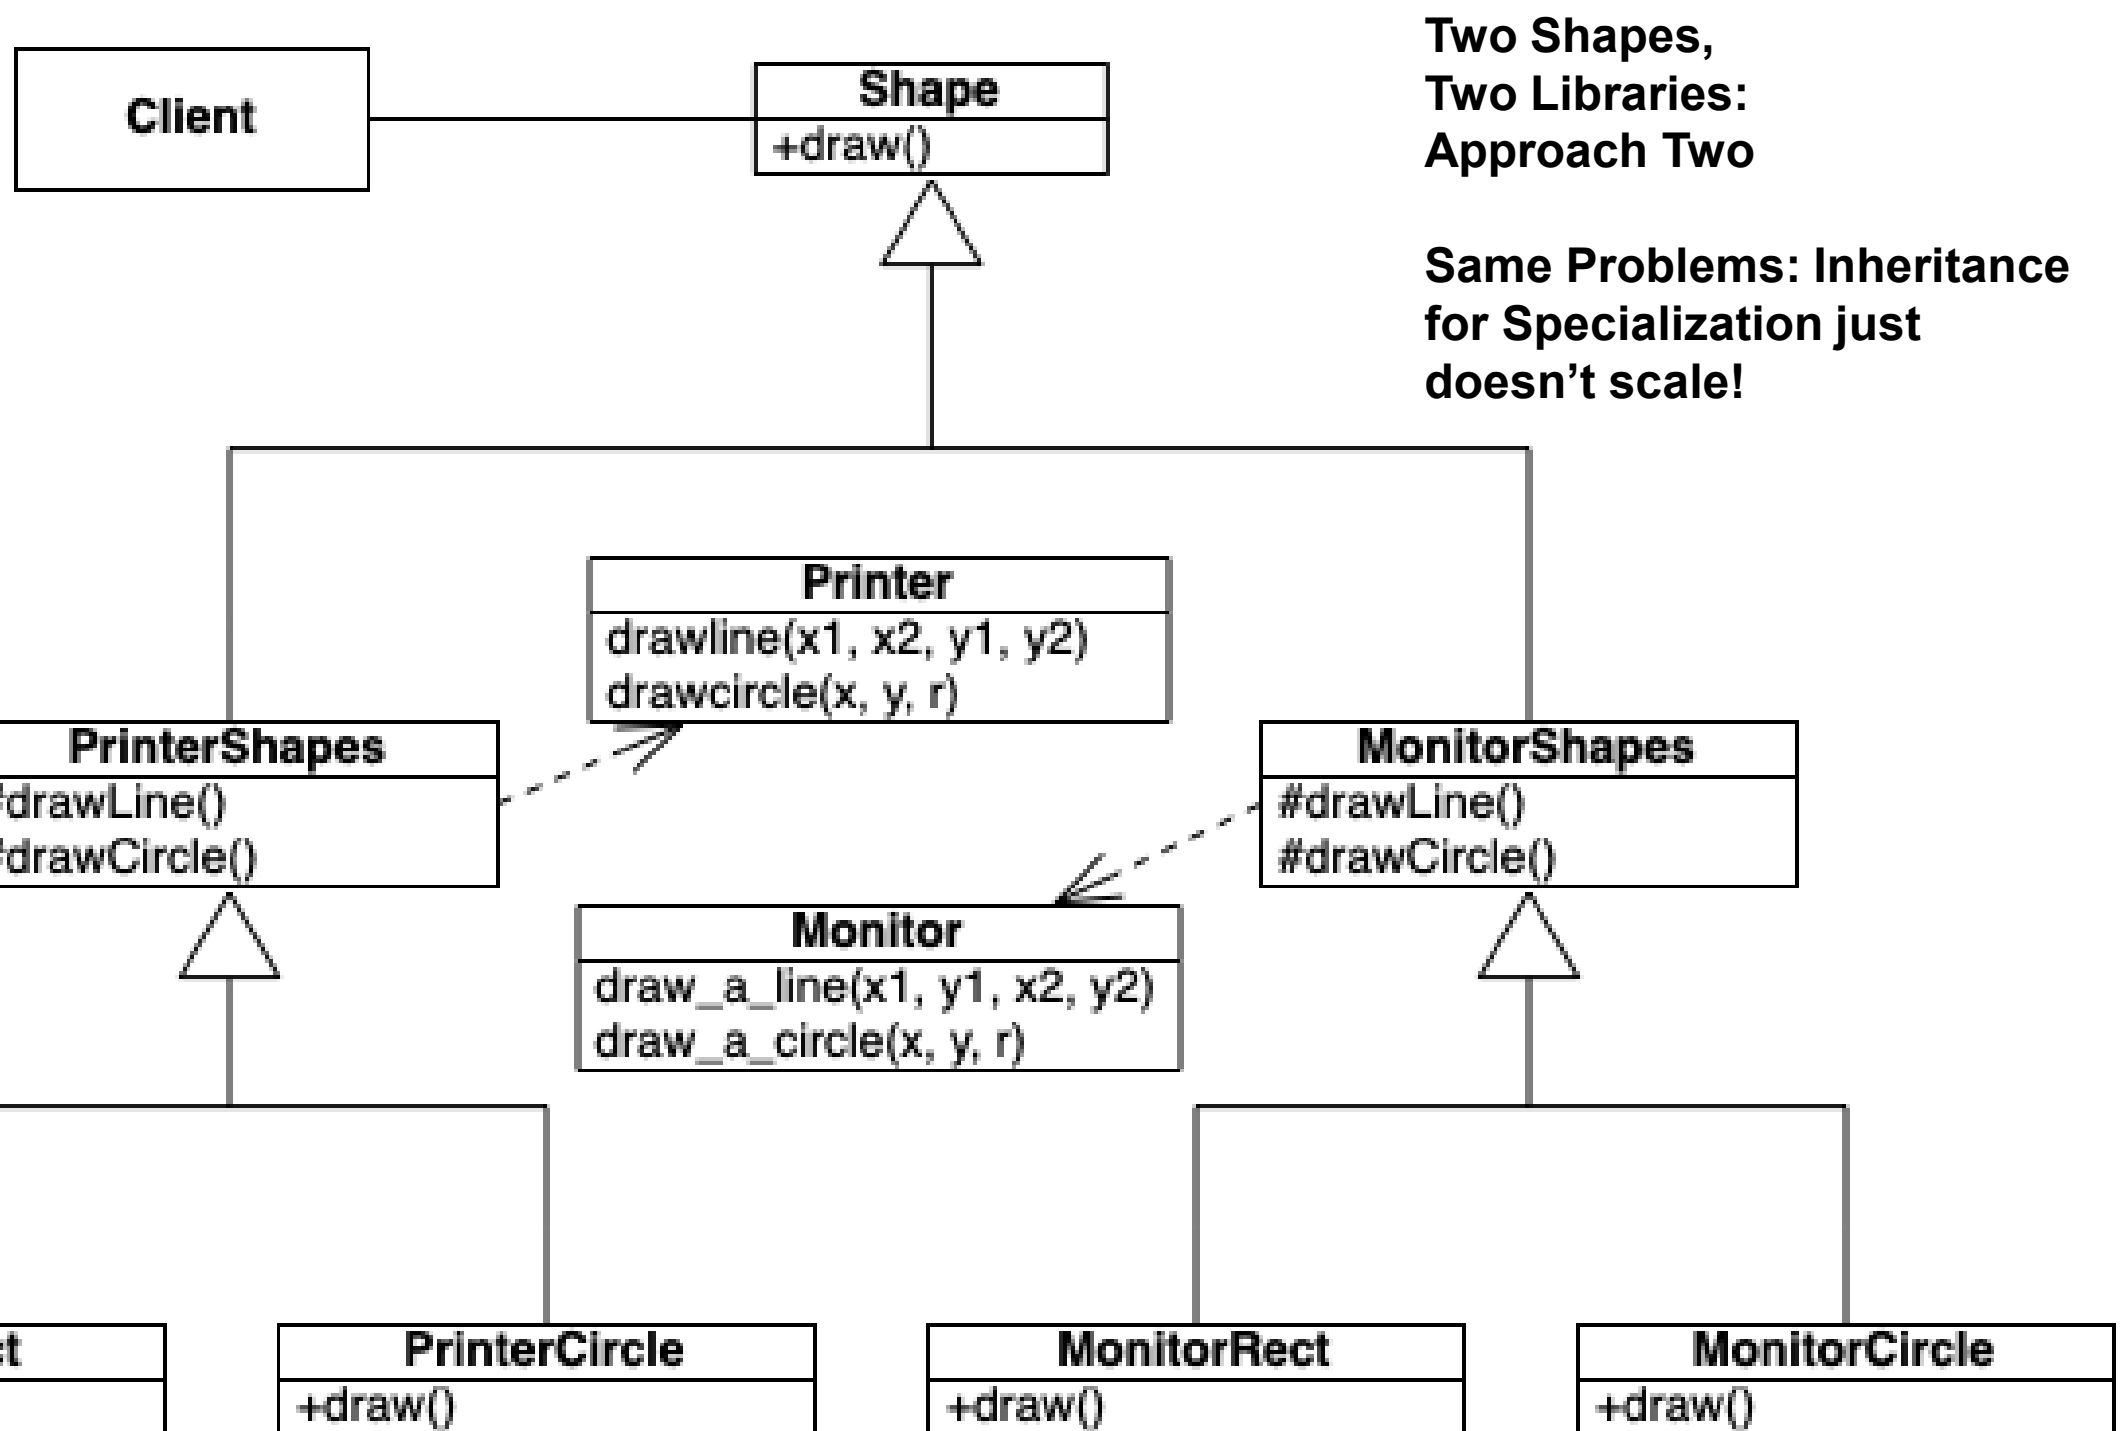 Two Shapes,
Two Libraries:
Approach Two
Same Problems: Inheritance
for Specialization just
doesn’t scale!
Client
Shape
+draw()
Printer
drawline(x1, x2, y1, y2)
drawcircle(x, y, r)
PrinterShapes
#drawLine()
#drawCircle()
MonitorShapes
#drawLine()
#drawCircle()
Monitor
draw_a_line(x1, y1, x2, y2)
draw_a_circle(x, y, r)
PrinterCircle
+draw()
MonitorRect
+draw()
MonitorCircle
+draw()